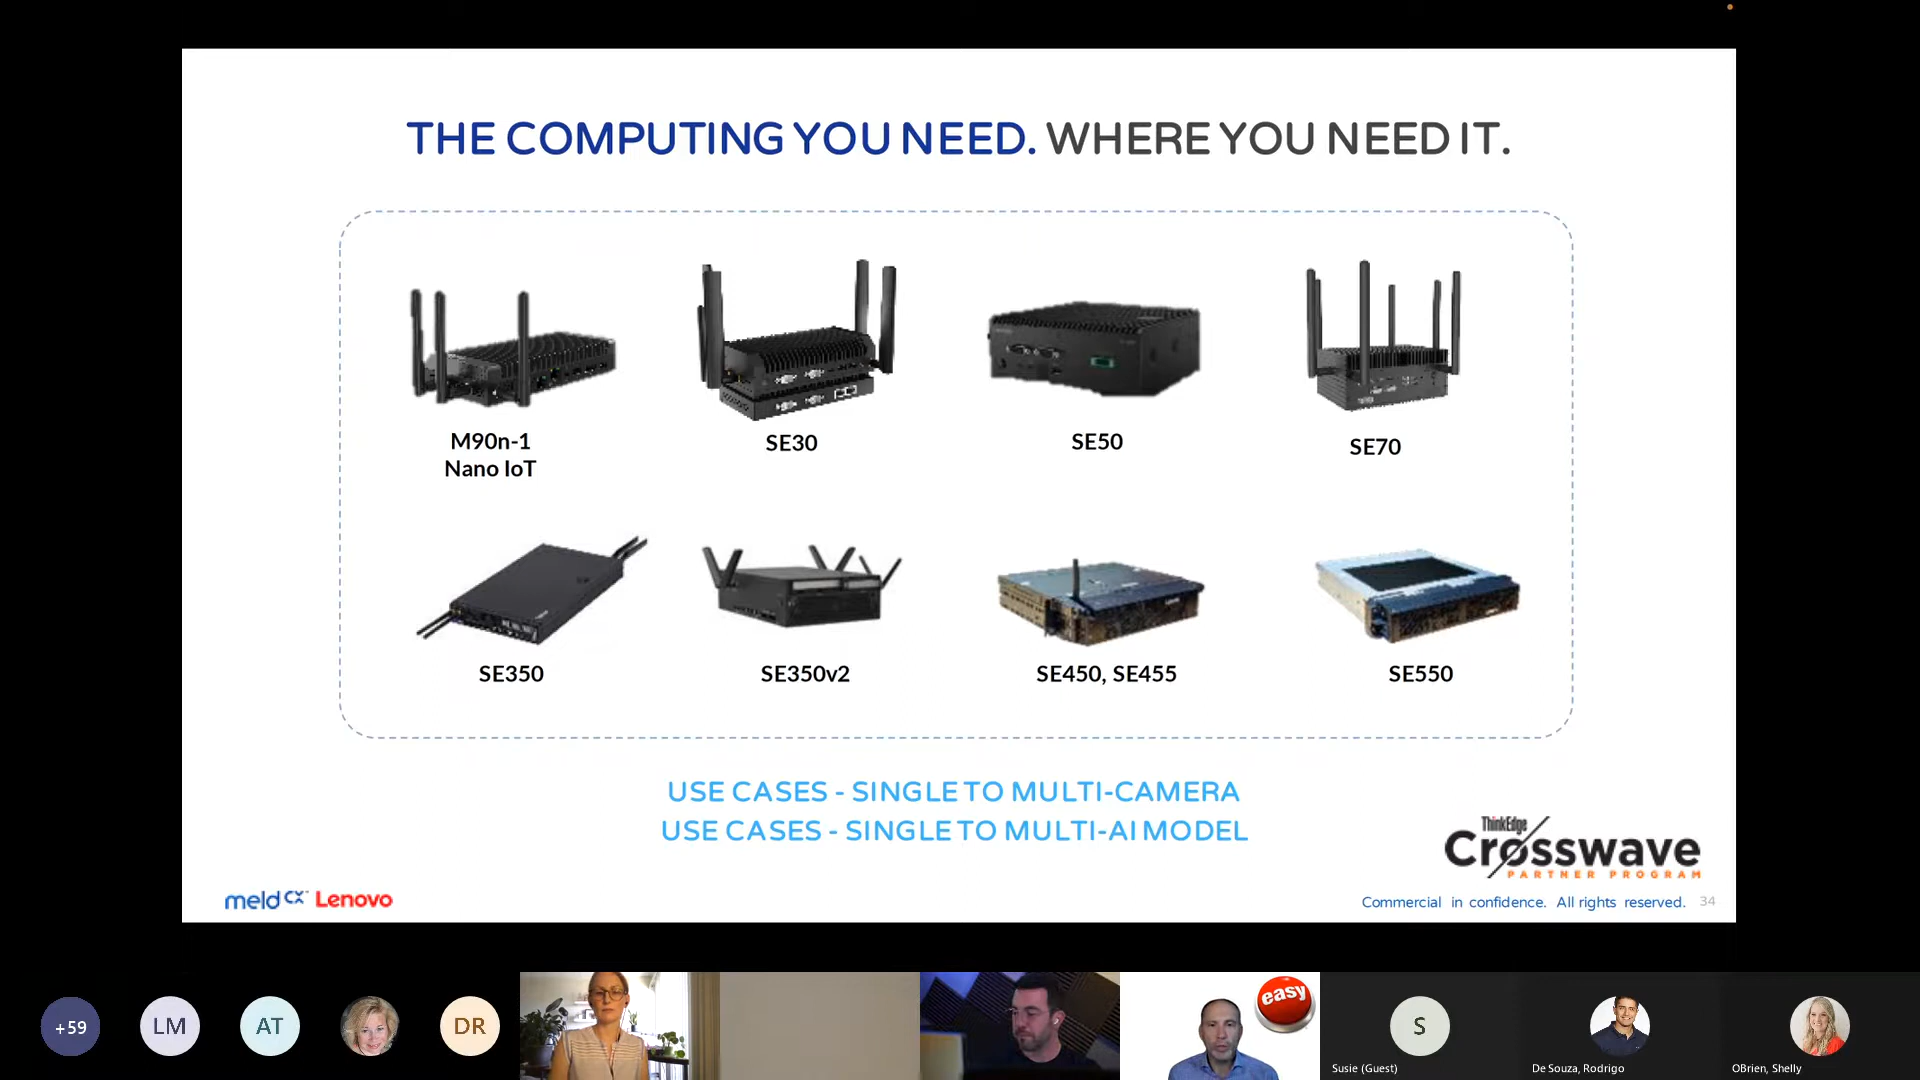 THE COMPUTING YOU NEED. WHERE YOU NEED IT.
M90n-1
Nano IoT
SE30
SE50
SE70
SE350
SE350v2
SE450, SE455
SE550
USE CASES - SINGLE TO MULTI-CAMERA
USE CASES - SINGLE TO MULTI-AI MODEL
ThinkEdge
Crosswave
PARTNER PROGRAM
meldCX™ Lenovo
Commercial in confidence. All rights reserved. 34
+59
LM
AT
DR
easy
S
Susie (Guest)
De Souza, Rodrigo
OBrien, Shelly